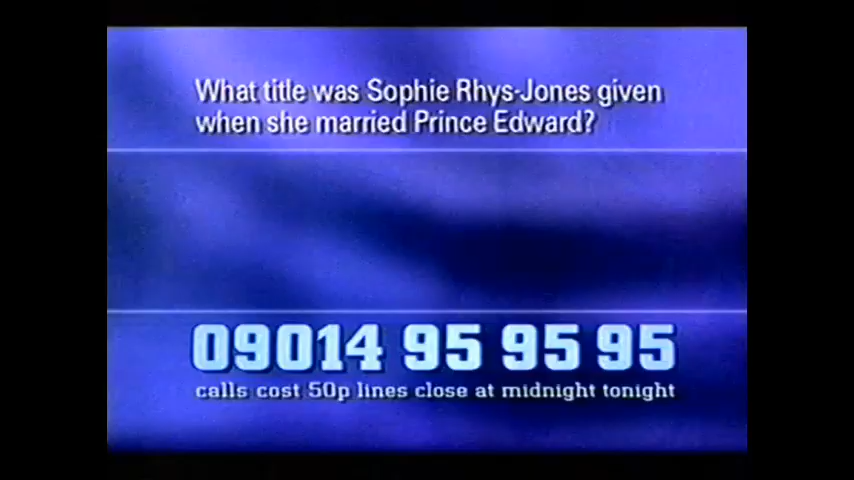 What title was Sophie Rhys-Jones given
when she married Prince Edward?
09014 95 95 95
calls cost 50p lines close at midnight tonight